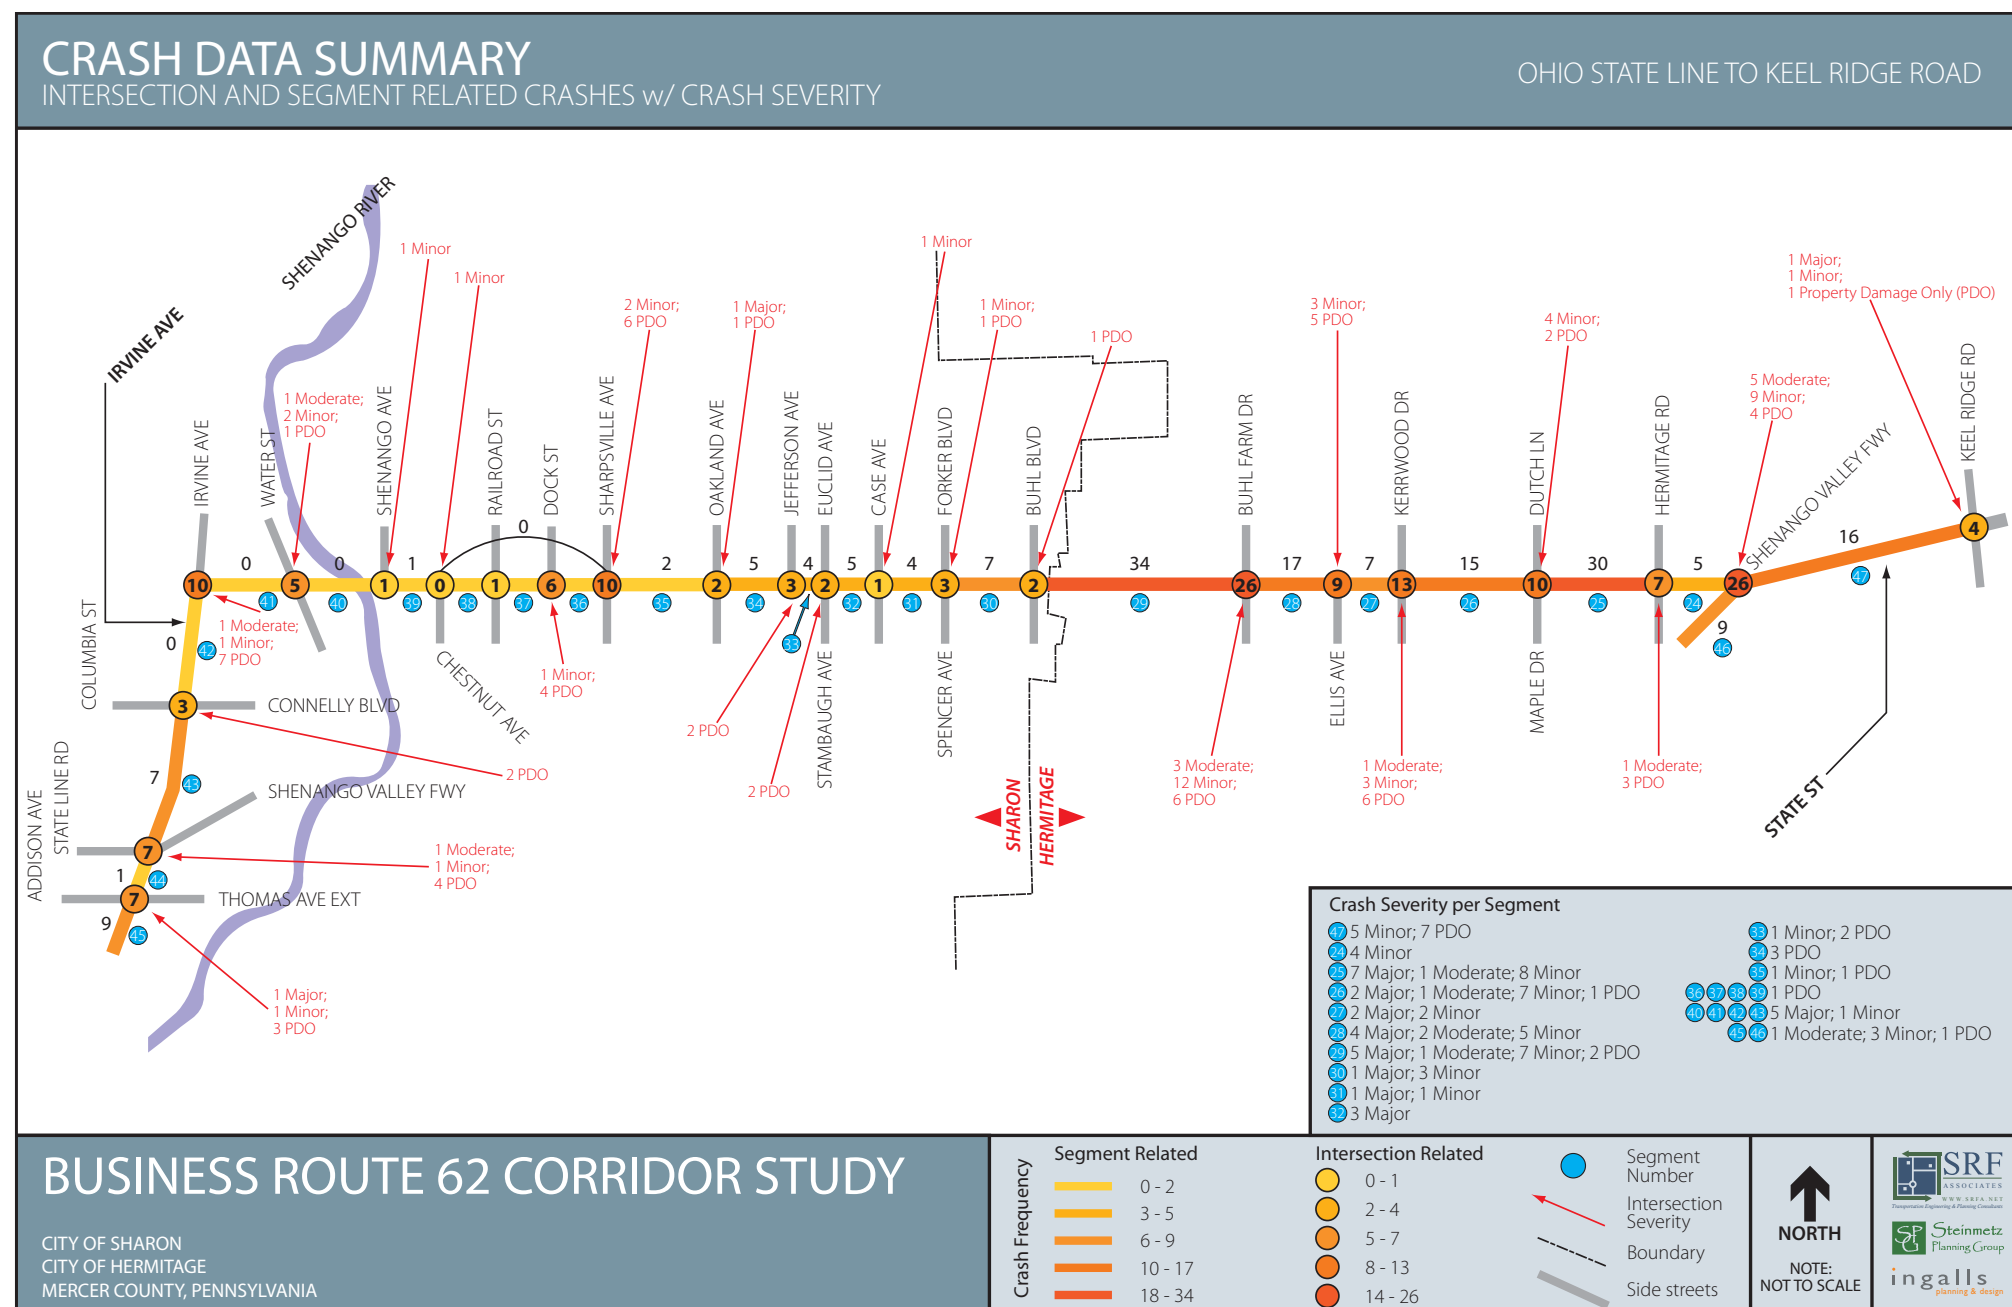 CRASH DATA SUMMARY
INTERSECTION AND SEGMENT RELATED CRASHES w/ CRASH SEVERITY
OHIO STATE LINE TO KEEL RIDGE ROAD
SHENANGO RIVER
IRVINE AVE
1 Minor
1 Minor
2 Minor;
6 PDO
1 Major;
1 PDO
1 Minor
1 Minor;
1 PDO
1 PDO
3 Minor;
5 PDO
4 Minor;
2 PDO
1 Major;
1 Minor;
1 Property Damage Only (PDO)
5 Moderate;
9 Minor;
4 PDO
1 Moderate;
2 Minor;
1 PDO
IRVINE AVE
WATER ST
SHENANGO AVE
RAILROAD ST
DOCK ST
SHARPSVILLE AVE
OAKLAND AVE
JEFFERSON AVE
EUCLID AVE
CASE AVE
FORKER BLVD
BUHL BLVD
BUHL FARM DR
KERRWOOD DR
DUTCH LN
HERMITAGE RD
SHENANGO VALLEY FWY
KEEL RIDGE RD
0
0 0 1 2 5 4 5 4 7 34 17 7 15 30 5 16
10 5 1 0 1 6 10 2 3 2 1 3 2 26 9 13 10 7 26 4
41 40 39 38 37 36 35 34 32 31 30 29 28 27 26 25 24 47
33
9
46
0
42
1 Moderate;
1 Minor;
7 PDO
COLUMBIA ST
3
CONNELLY BLVD
CHESTNUT AVE
1 Minor;
4 PDO
2 PDO
2 PDO
2 PDO
STAMBAUGH AVE
SPENCER AVE
ELLIS AVE
MAPLE DR
3 Moderate;
12 Minor;
6 PDO
1 Moderate;
3 Minor;
6 PDO
1 Moderate;
3 PDO
STATE ST
SHARON
HERMITAGE
7
43
SHENANGO VALLEY FWY
STATE LINE RD
ADDISON AVE
7
1
44
7
THOMAS AVE EXT
9
45
1 Moderate;
1 Minor;
4 PDO
1 Major;
1 Minor;
3 PDO
Crash Severity per Segment
47 5 Minor; 7 PDO
24 4 Minor
25 7 Major; 1 Moderate; 8 Minor
26 2 Major; 1 Moderate; 7 Minor; 1 PDO
27 2 Major; 2 Minor
28 4 Major; 2 Moderate; 5 Minor
29 5 Major; 1 Moderate; 7 Minor; 2 PDO
30 1 Major; 3 Minor
31 1 Major; 1 Minor
32 3 Major
33 1 Minor; 2 PDO
34 3 PDO
35 1 Minor; 1 PDO
36 37 38 39 1 PDO
40 41 42 43 5 Major; 1 Minor
45 46 1 Moderate; 3 Minor; 1 PDO
BUSINESS ROUTE 62 CORRIDOR STUDY
CITY OF SHARON
CITY OF HERMITAGE
MERCER COUNTY, PENNSYLVANIA
Crash Frequency
Segment Related
0 - 2
3 - 5
6 - 9
10 - 17
18 - 34
Intersection Related
0 - 1
2 - 4
5 - 7
8 - 13
14 - 26
Segment
Number
Intersection
Severity
Boundary
Side streets
NORTH
NOTE:
NOT TO SCALE
SRF
ASSOCIATES
WWW.SRFA.NET
Transportation Engineering & Planning Consultants
SPG
Steinmetz
Planning Group
ingalls
planning & design